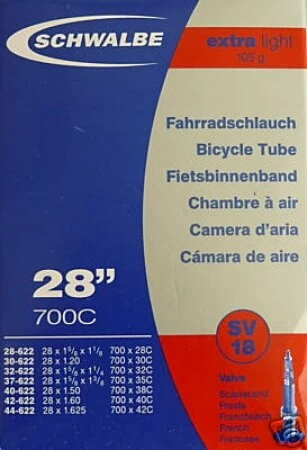 SCHWALBE
extra light
105 g
Fahrradschlauch
Bicycle Tube
Fietsbinnenband
Chambre à air
Camera d'aria
Cámara de aire
28"
700C
SV
18
28-622 28 x 1⁵/₈ x 1¹/₈ 700 x 28C
30-622 28 x 1.20 700 x 30C
32-622 28 x 1⁵/₈ x 1¹/₄ 700 x 32C
37-622 28 x 1⁵/₈ x 1³/₈ 700 x 35C
40-622 28 x 1.50 700 x 38C
42-622 28 x 1.60 700 x 40C
44-622 28 x 1.625 700 x 42C
Valve
Sclaverand
Presta
Französisch
French
Francese